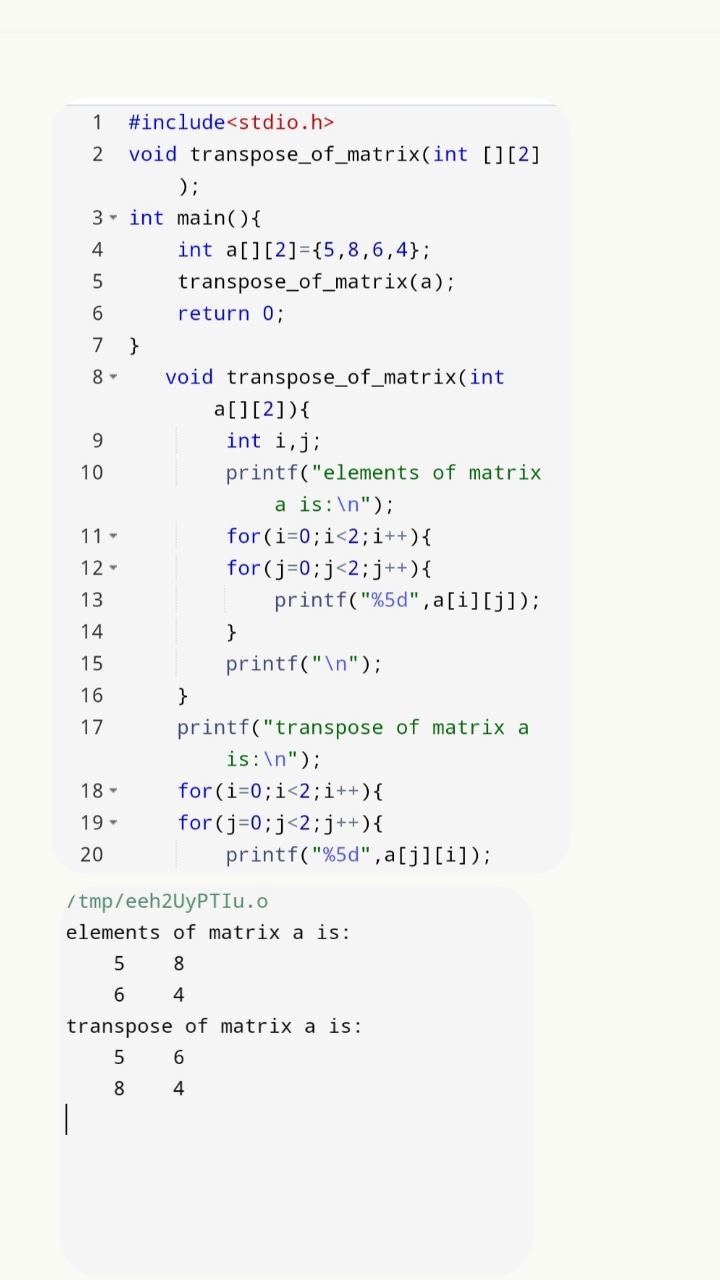 1 #include<stdio.h>
2 void transpose_of_matrix(int [][2]
);
3 int main(){
4 int a[][2]={5,8,6,4};
5 transpose_of_matrix(a);
6 return 0;
7 }
8 void transpose_of_matrix(int
a[][2]){
9 int i,j;
10 printf("elements of matrix
a is:\n");
11 for(i=0;i<2;i++){
12 for(j=0;j<2;j++){
13 printf("%5d",a[i][j]);
14 }
15 printf("\n");
16 }
17 printf("transpose of matrix a
is:\n");
18 for(i=0;i<2;i++){
19 for(j=0;j<2;j++){
20 printf("%5d",a[j][i]);
/tmp/eeh2UyPTIu.o
elements of matrix a is:
5 8
6 4
transpose of matrix a is:
5 6
8 4